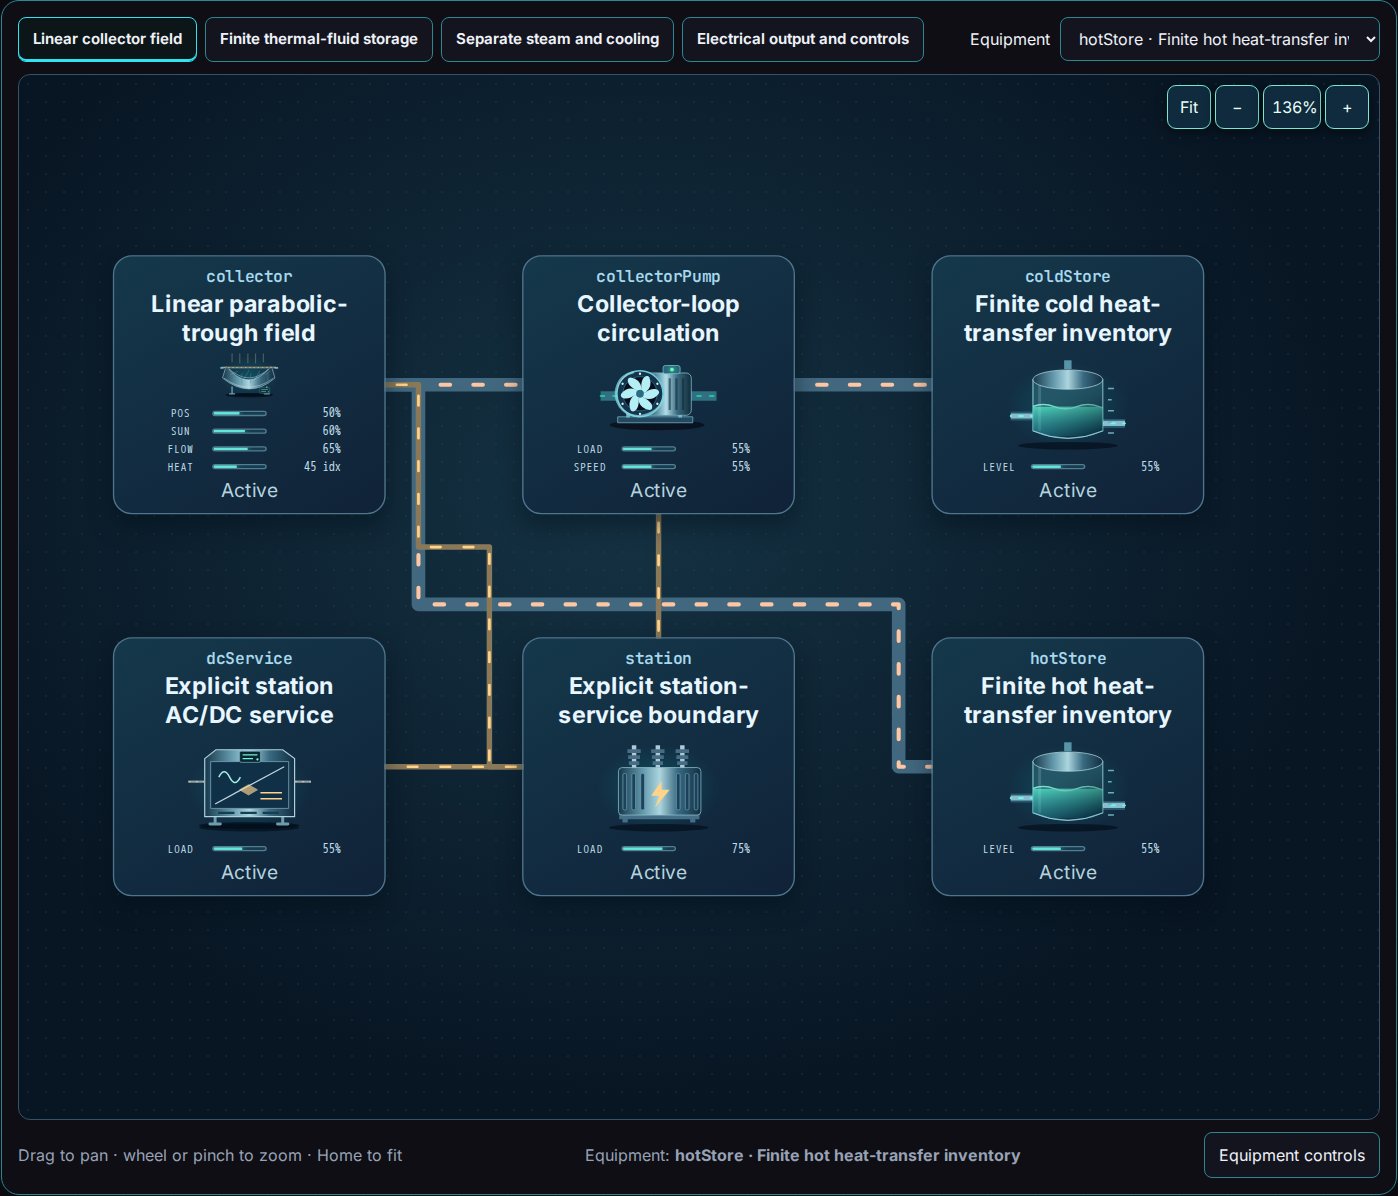 Linear collector field
Finite thermal-fluid storage
Separate steam and cooling
Electrical output and controls
Equipment
hotStore · Finite hot heat-transfer in
Fit
−
136%
+
collector
Linear parabolic-
trough field
POS 50%
SUN 60%
FLOW 65%
HEAT 45 idx
Active
collectorPump
Collector-loop
circulation
LOAD 55%
SPEED 55%
Active
coldStore
Finite cold heat-
transfer inventory
LEVEL 55%
Active
dcService
Explicit station
AC/DC service
LOAD 55%
Active
station
Explicit station-
service boundary
LOAD 75%
Active
hotStore
Finite hot heat-
transfer inventory
LEVEL 55%
Active
Drag to pan · wheel or pinch to zoom · Home to fit
Equipment: hotStore · Finite hot heat-transfer inventory
Equipment controls